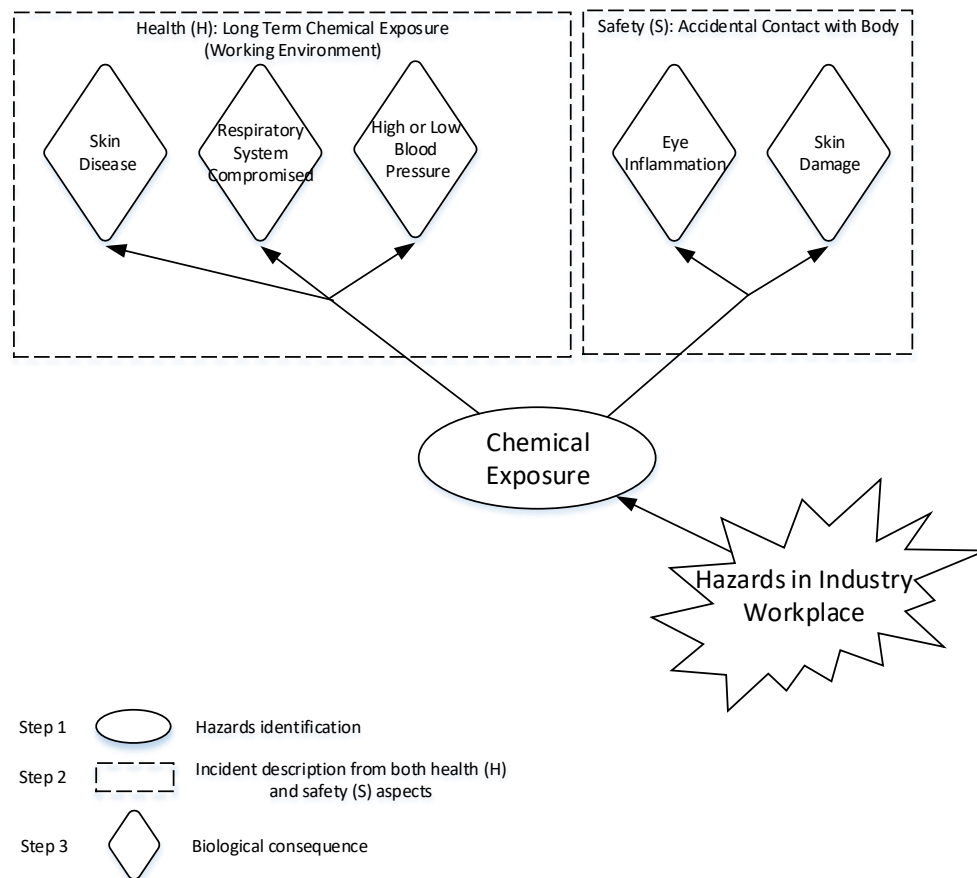 Health (H): Long Term Chemical Exposure
(Working Environment)
Safety (S): Accidental Contact with Body
Skin
Disease
Respiratory
System
Compromised
High or Low
Blood
Pressure
Eye
Inflammation
Skin
Damage
Chemical
Exposure
Hazards in Industry
Workplace
Step 1
Hazards identification
Step 2
Incident description from both health (H)
and safety (S) aspects
Step 3
Biological consequence